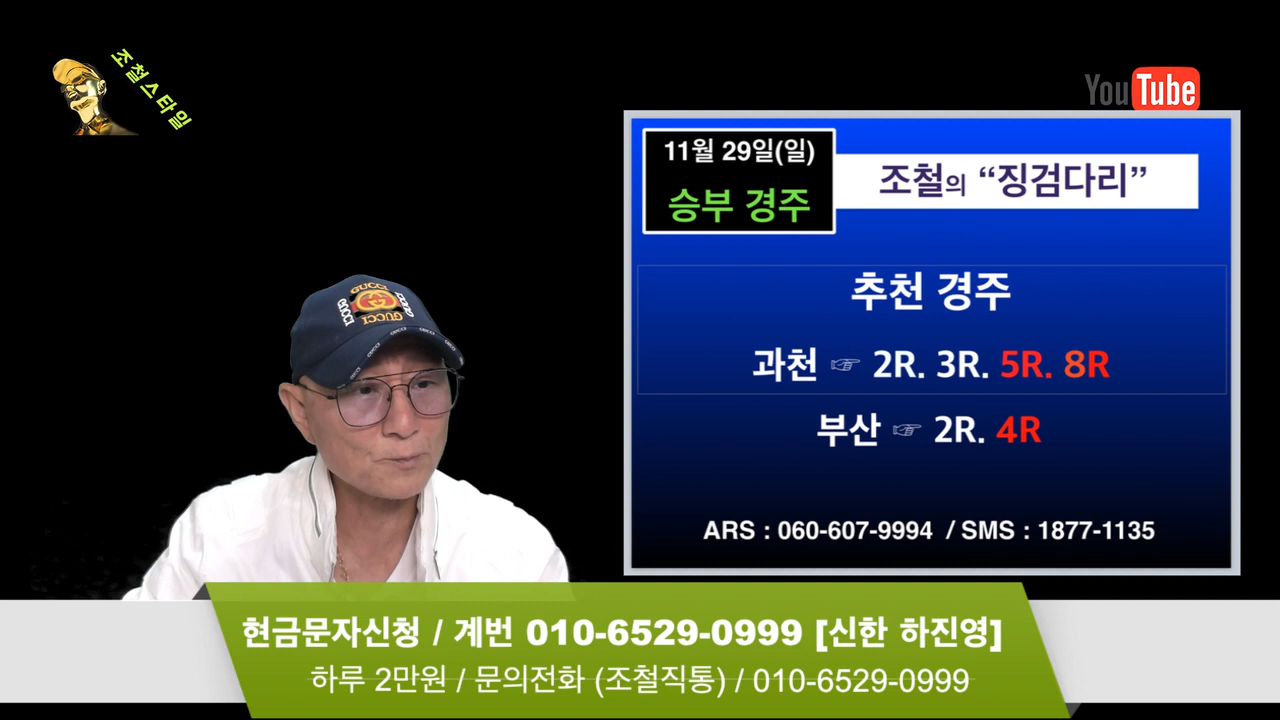 조철스타일
YouTube
11월 29일(일)
승부 경주
조철의 “징검다리”
추천 경주
과천 ☞ 2R. 3R. 5R. 8R
부산 ☞ 2R. 4R
ARS : 060-607-9994 / SMS : 1877-1135
GUCCI
GUCCI
GUCCI
GUCCI
현금문자신청 / 계번 010-6529-0999 [신한 하진영]
하루 2만원 / 문의전화 (조철직통) / 010-6529-0999